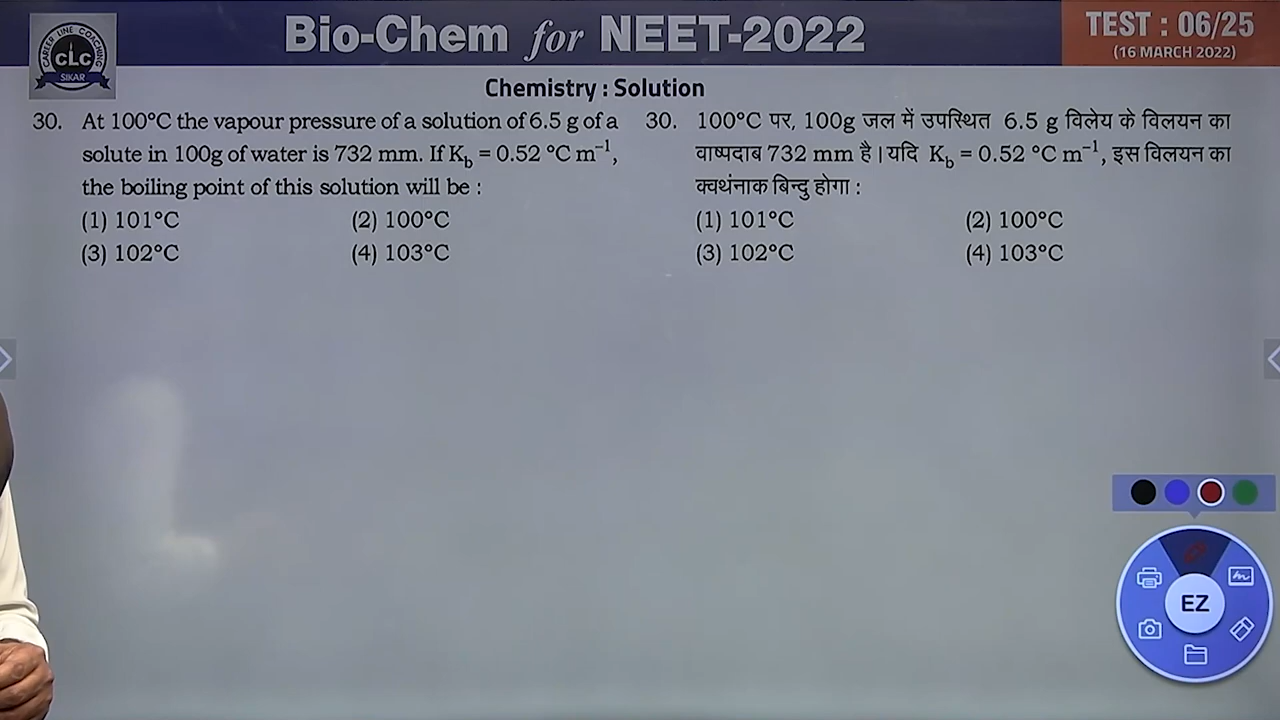 CAREER LINE COACHING
CLC
SIKAR
Bio-Chem for NEET-2022
TEST : 06/25
(16 MARCH 2022)
Chemistry : Solution
30. At 100°C the vapour pressure of a solution of 6.5 g of a
solute in 100g of water is 732 mm. If K_b = 0.52 °C m⁻¹,
the boiling point of this solution will be :
(1) 101°C (2) 100°C
(3) 102°C (4) 103°C
30. 100°C पर, 100g जल में उपस्थित 6.5 g विलेय के विलयन का
वाष्पदाब 732 mm है। यदि K_b = 0.52 °C m⁻¹, इस विलयन का
क्वथंनाक बिन्दु होगा :
(1) 101°C (2) 100°C
(3) 102°C (4) 103°C
EZ